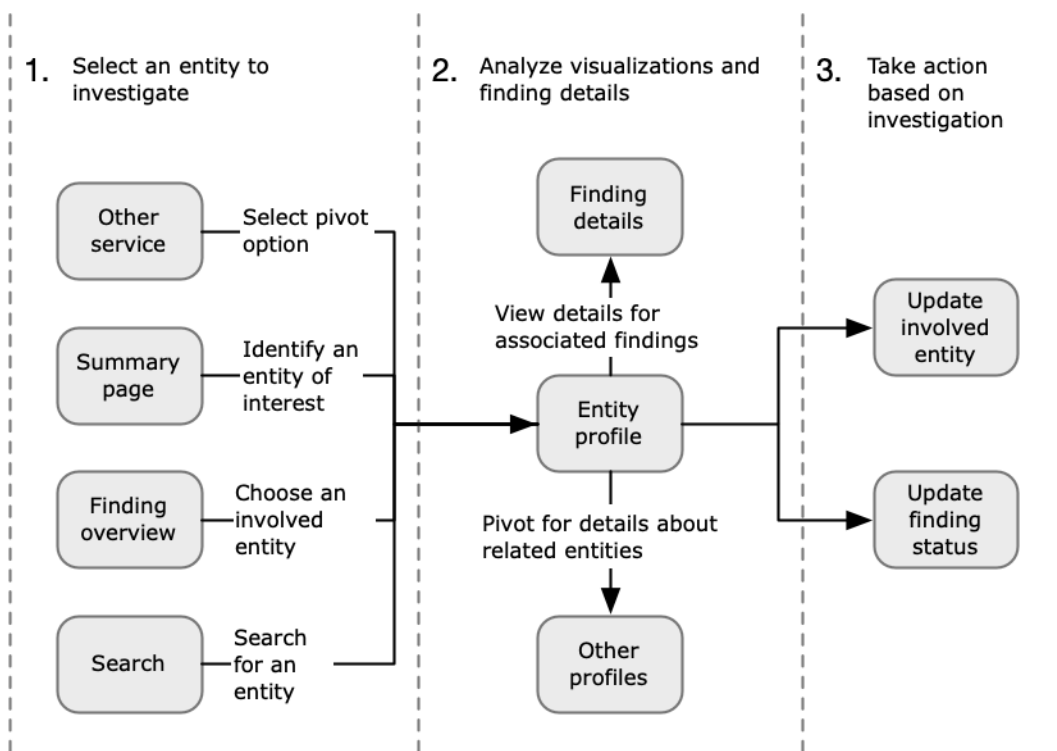 1. Select an entity to
investigate
2. Analyze visualizations and
finding details
3. Take action
based on
investigation
Other
service
Select pivot
option
Summary
page
Identify an
entity of
interest
Finding
overview
Choose an
involved
entity
Search
Search
for an
entity
Finding
details
View details for
associated findings
Entity
profile
Pivot for details about
related entities
Other
profiles
Update
involved
entity
Update
finding
status